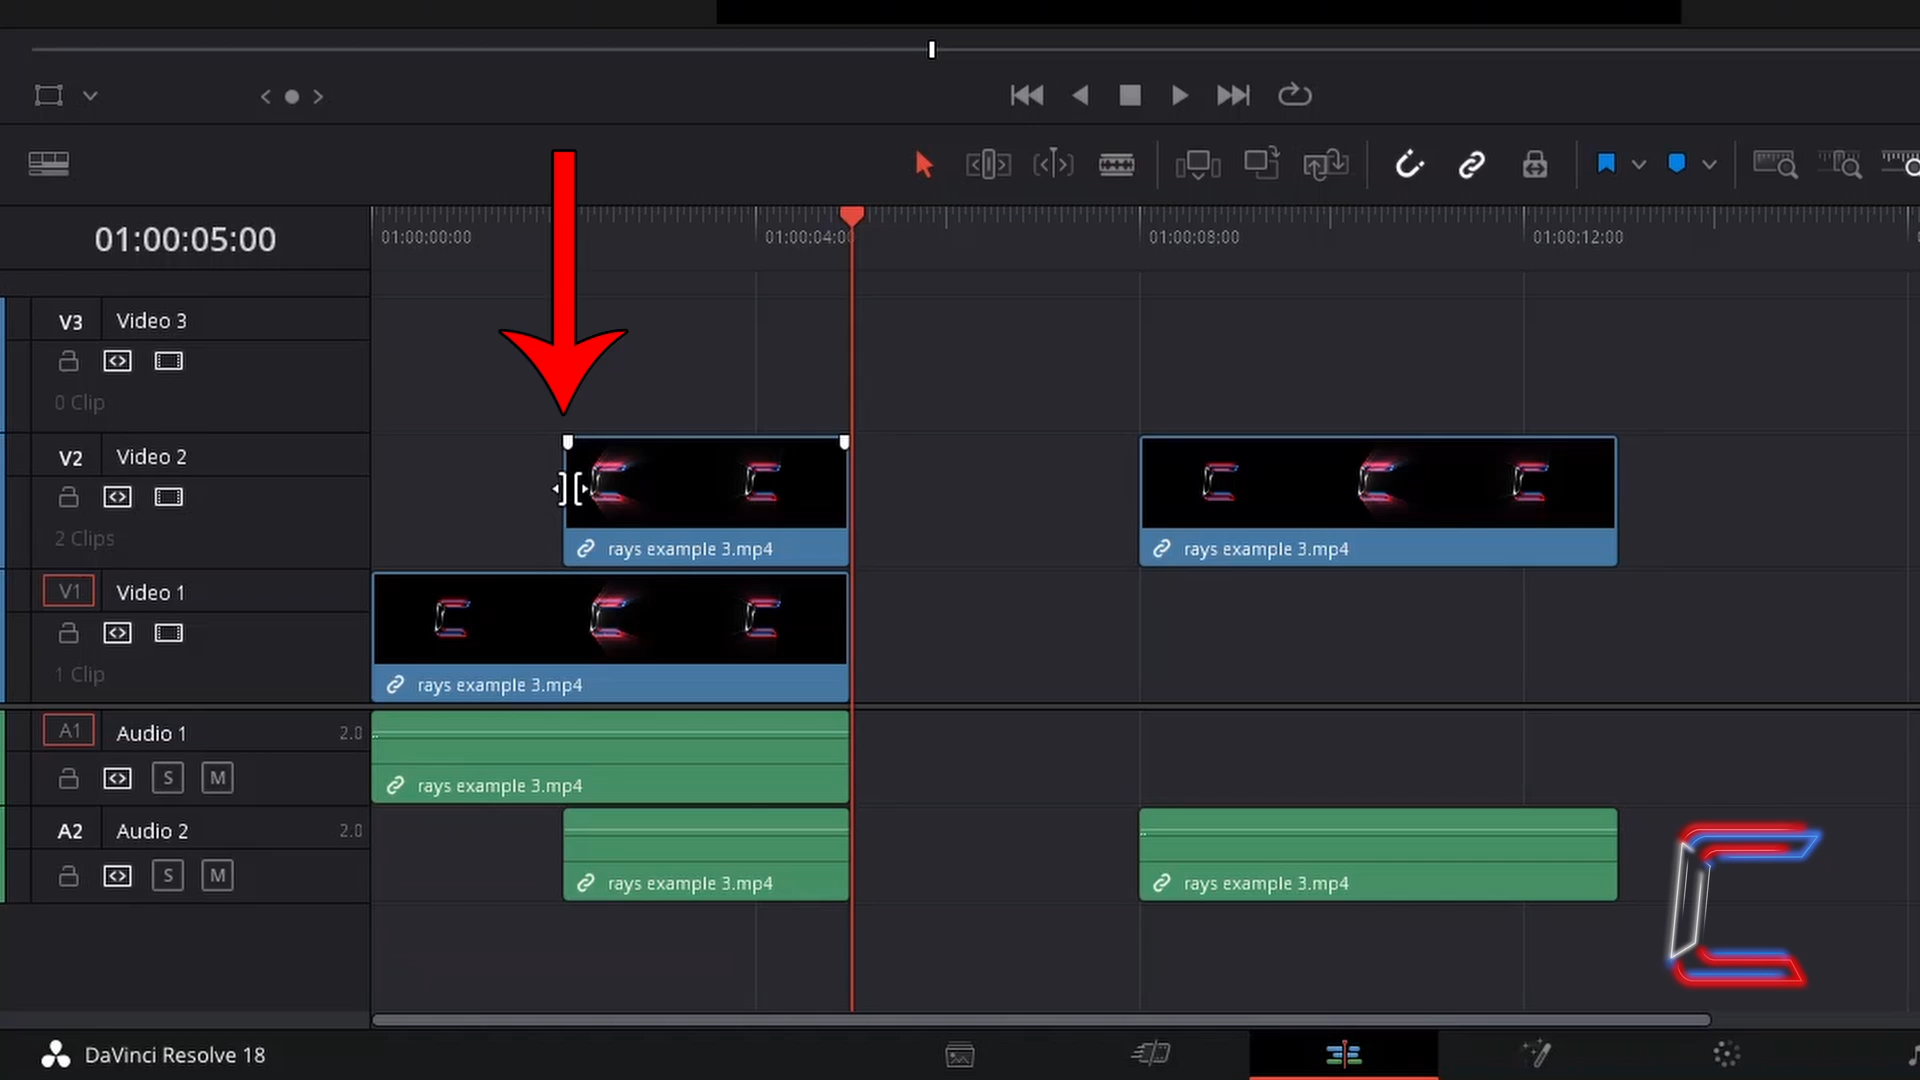 01:00:05:00
01:00:00:00
01:00:04:00
01:00:08:00
01:00:12:00
V3 Video 3
0 Clip
V2 Video 2
2 Clips
rays example 3.mp4
rays example 3.mp4
V1 Video 1
1 Clip
rays example 3.mp4
A1 Audio 1 2.0
S M
rays example 3.mp4
A2 Audio 2 2.0
S M
rays example 3.mp4
rays example 3.mp4
DaVinci Resolve 18